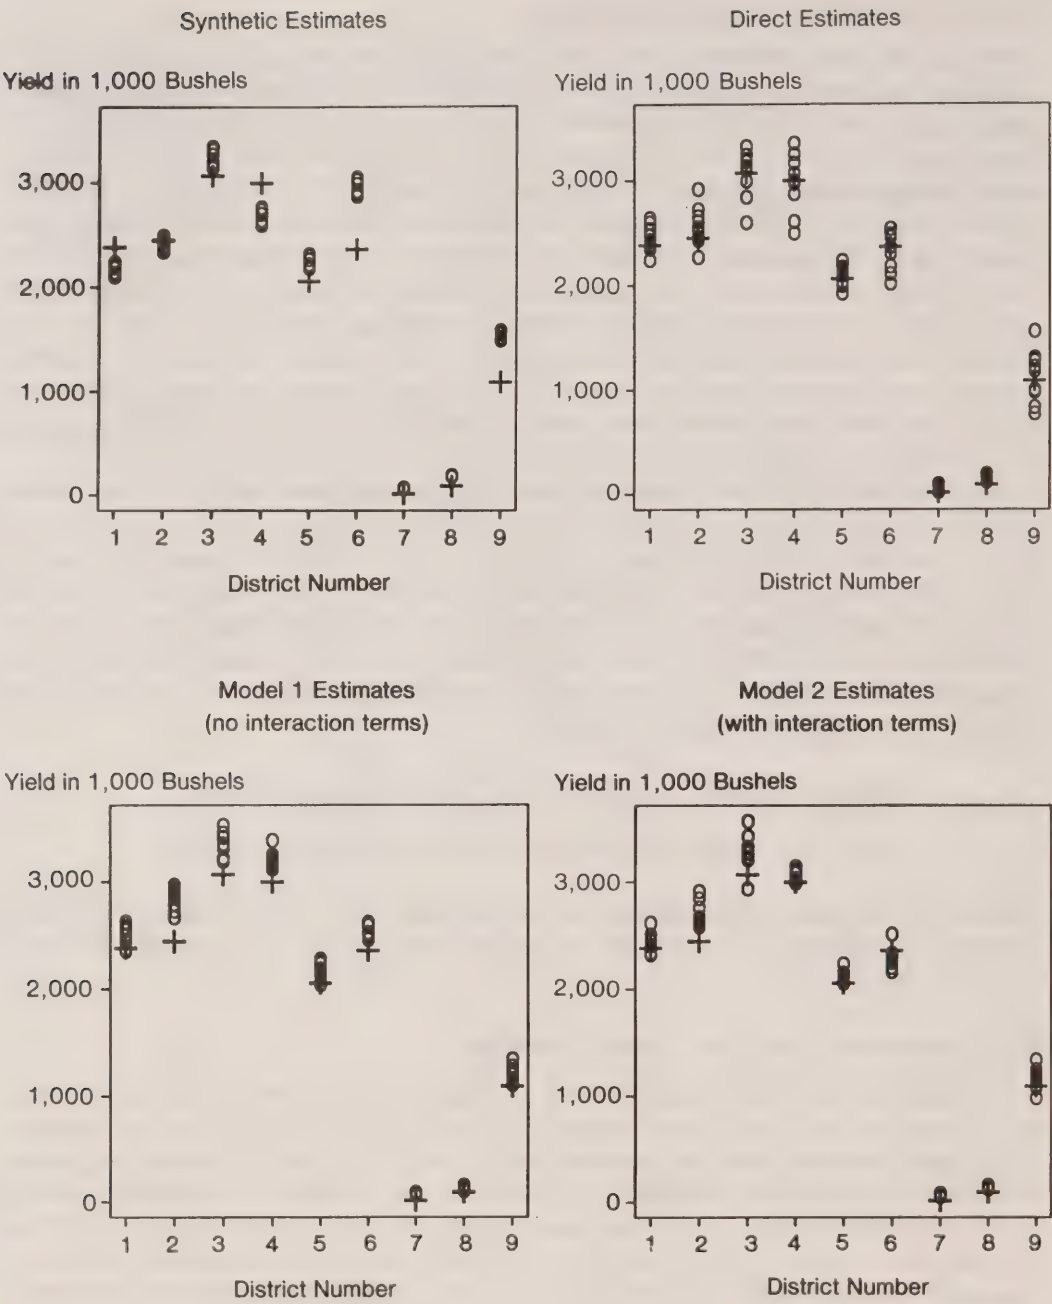 Synthetic Estimates
Yield in 1,000 Bushels
3,000
2,000
1,000
0
1 2 3 4 5 6 7 8 9
District Number
Direct Estimates
Yield in 1,000 Bushels
3,000
2,000
1,000
0
1 2 3 4 5 6 7 8 9
District Number
Model 1 Estimates
(no interaction terms)
Yield in 1,000 Bushels
3,000
2,000
1,000
0
1 2 3 4 5 6 7 8 9
District Number
Model 2 Estimates
(with interaction terms)
Yield in 1,000 Bushels
3,000
2,000
1,000
0
1 2 3 4 5 6 7 8 9
District Number